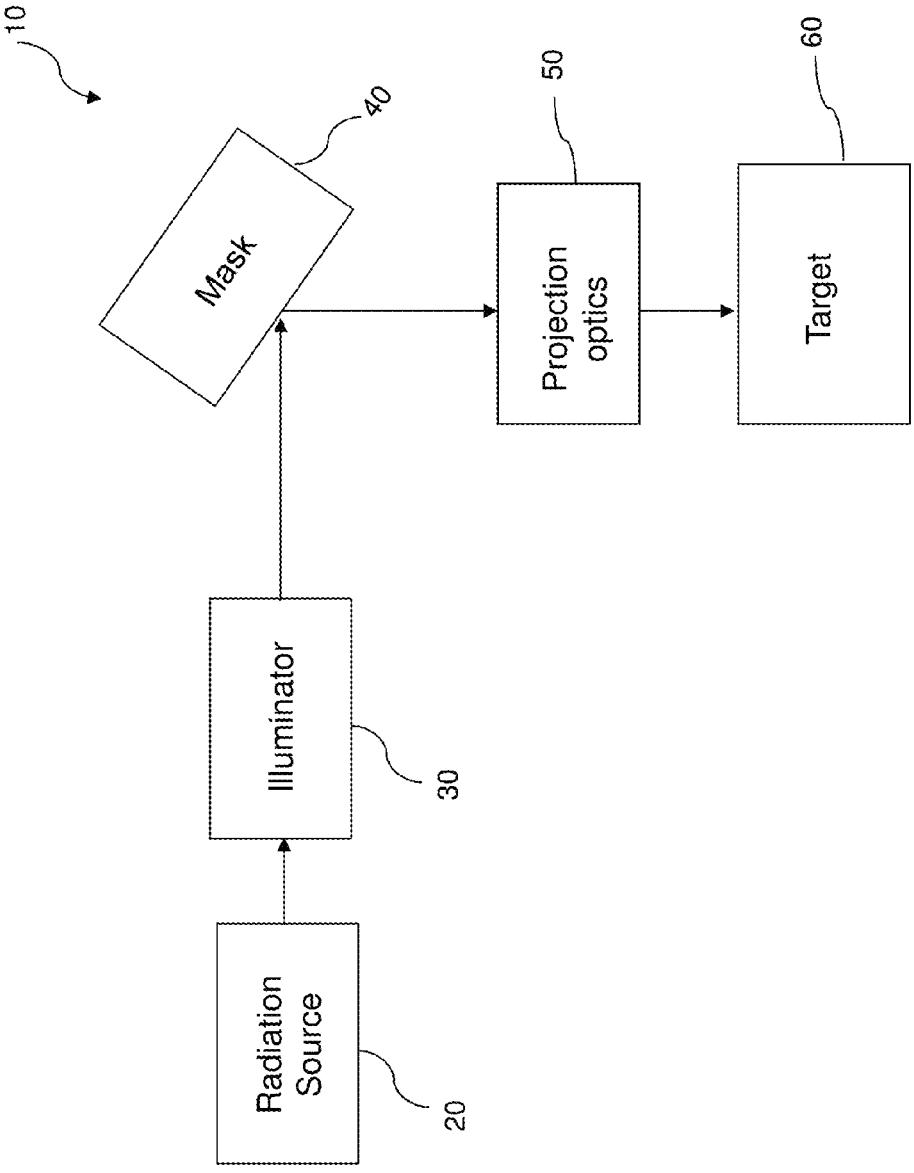 10
Mask
40
Projection
optics
50
Target
60
Illuminator
30
Radiation
Source
20